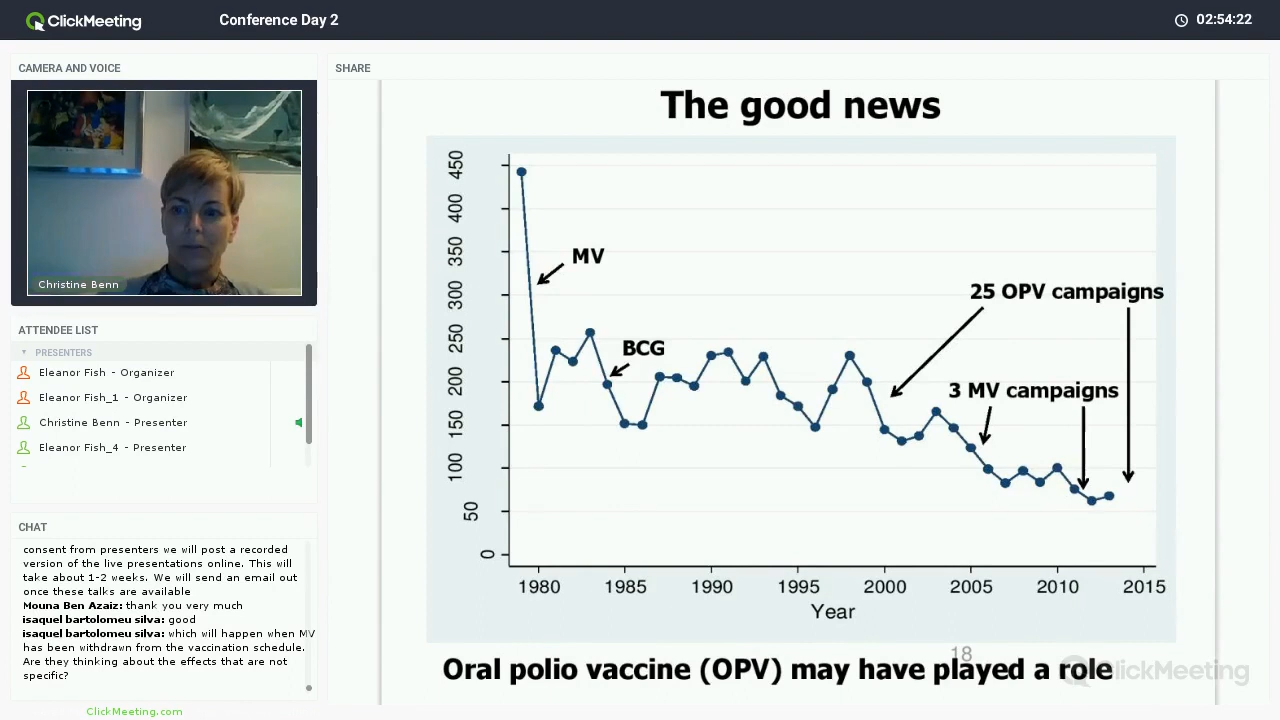 ClickMeeting
Conference Day 2
02:54:22
CAMERA AND VOICE
Christine Benn
ATTENDEE LIST
PRESENTERS
Eleanor Fish - Organizer
Eleanor Fish_1 - Organizer
Christine Benn - Presenter
Eleanor Fish_4 - Presenter
CHAT
consent from presenters we will post a recorded
version of the live presentations online. This will
take about 1-2 weeks. We will send an email out
once these talks are available
Mouna Ben Azaiz: thank you very much
isaquel bartolomeu silva: good
isaquel bartolomeu silva: which will happen when MV
has been withdrawn from the vaccination schedule.
Are they thinking about the effects that are not
specific?
ClickMeeting.com
SHARE
The good news
450
400
350
300
250
200
150
100
50
0
MV
BCG
25 OPV campaigns
3 MV campaigns
1980 1985 1990 1995 2000 2005 2010 2015
Year
18
Oral polio vaccine (OPV) may have played a role
ClickMeeting